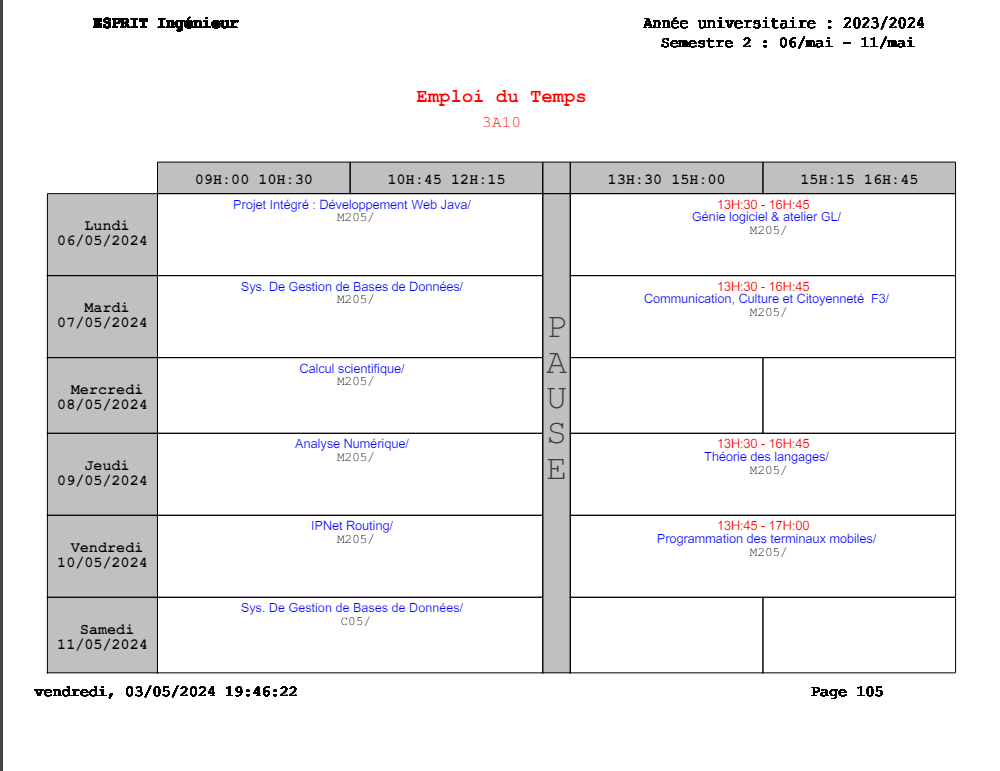 ESPRIT Ingénieur
Année universitaire : 2023/2024
Semestre 2 : 06/mai - 11/mai
Emploi du Temps
3A10
09H:00 10H:30 10H:45 12H:15 13H:30 15H:00 15H:15 16H:45
Lundi
06/05/2024
Projet Intégré : Développement Web Java/
M205/
13H:30 - 16H:45
Génie logiciel & atelier GL/
M205/
Mardi
07/05/2024
Sys. De Gestion de Bases de Données/
M205/
13H:30 - 16H:45
Communication, Culture et Citoyenneté F3/
M205/
Mercredi
08/05/2024
Calcul scientifique/
M205/
Jeudi
09/05/2024
Analyse Numérique/
M205/
13H:30 - 16H:45
Théorie des langages/
M205/
Vendredi
10/05/2024
IPNet Routing/
M205/
13H:45 - 17H:00
Programmation des terminaux mobiles/
M205/
Samedi
11/05/2024
Sys. De Gestion de Bases de Données/
C05/
P
A
U
S
E
vendredi, 03/05/2024 19:46:22
Page 105